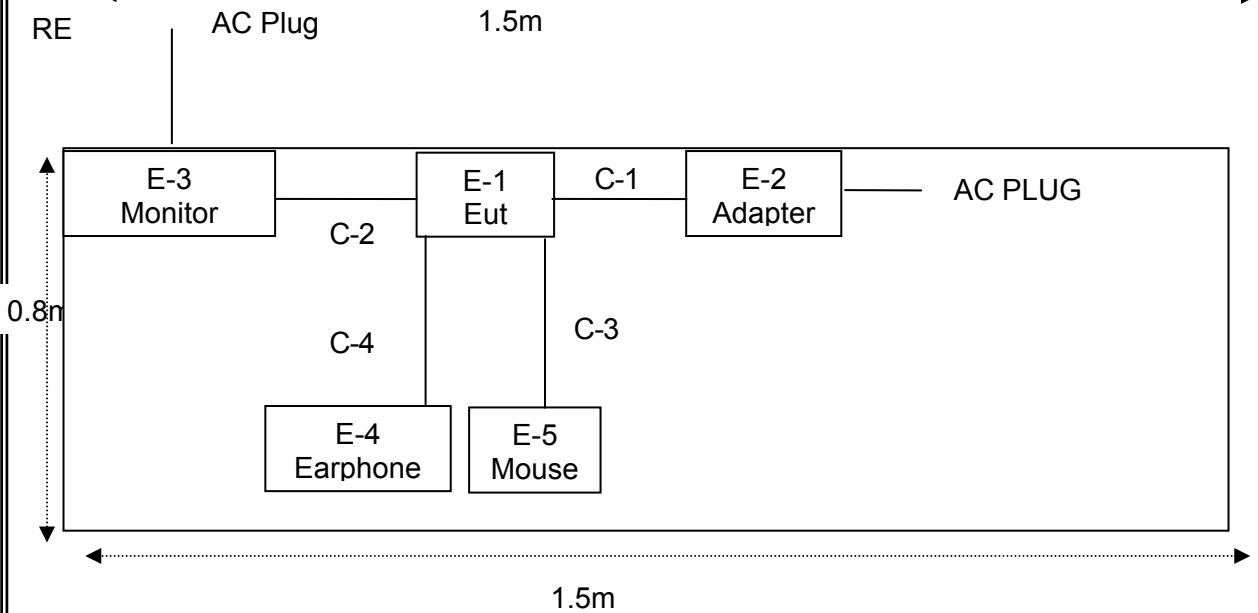 RE
AC Plug
1.5m
E-3
Monitor
E-1
Eut
C-1
E-2
Adapter
AC PLUG
C-2
0.8m
C-4
C-3
E-4
Earphone
E-5
Mouse
1.5m